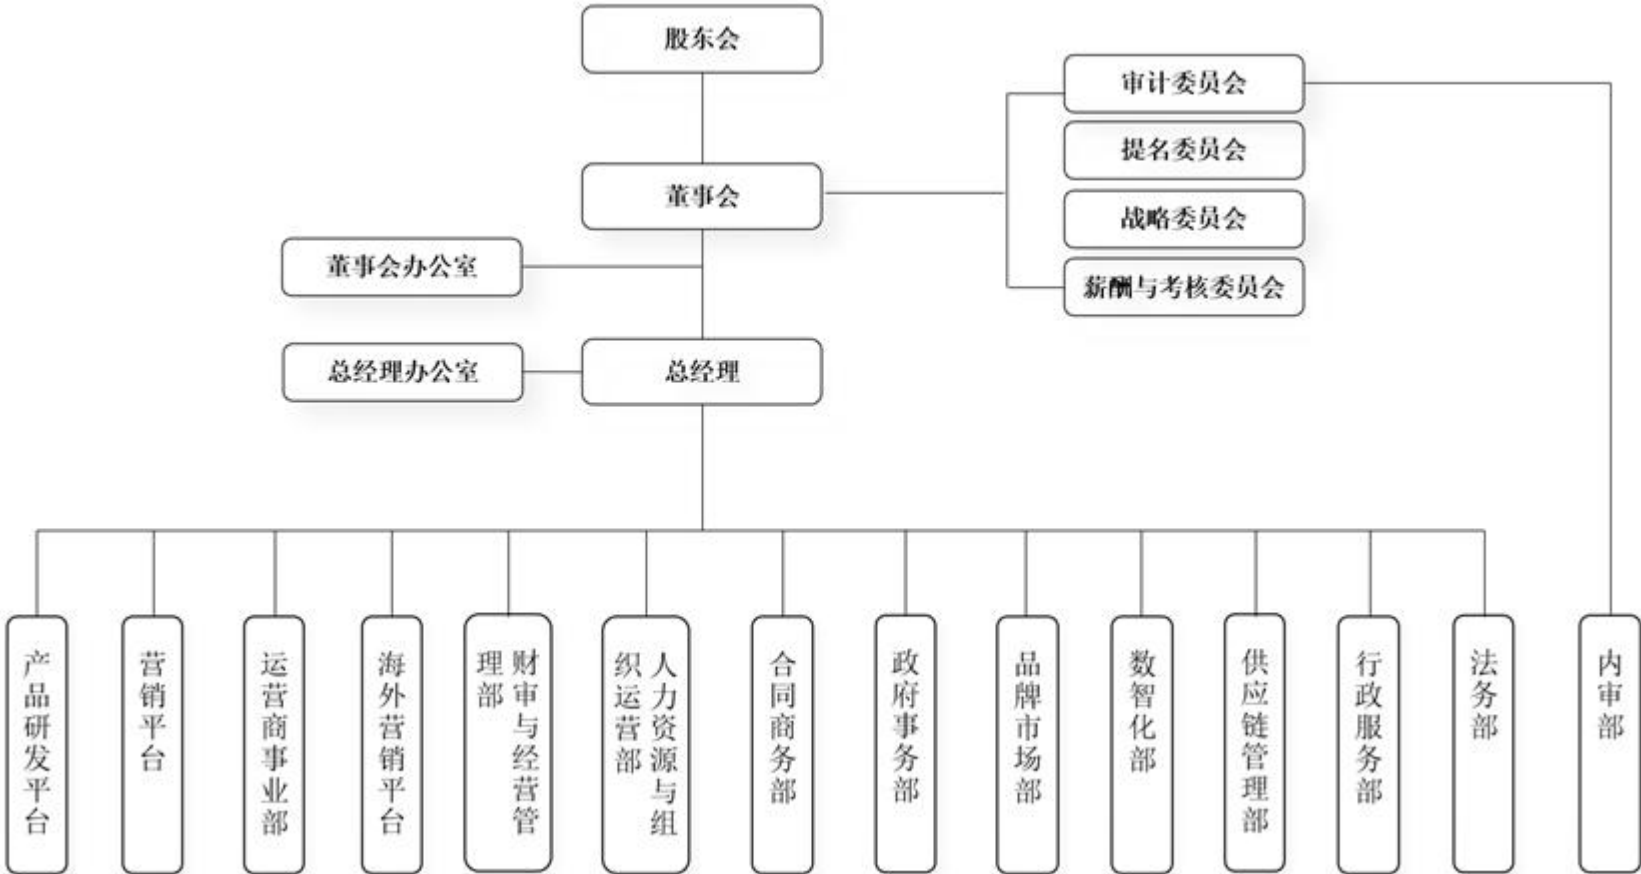 股东会
审计委员会
提名委员会
董事会
战略委员会
董事会办公室
薪酬与考核委员会
总经理办公室
总经理
产品研发平台
营销平台
运营商事业部
海外营销平台
财审与经营管
理部
人力资源与组
织运营部
合同商务部
政府事务部
品牌市场部
数智化部
供应链管理部
行政服务部
法务部
内审部